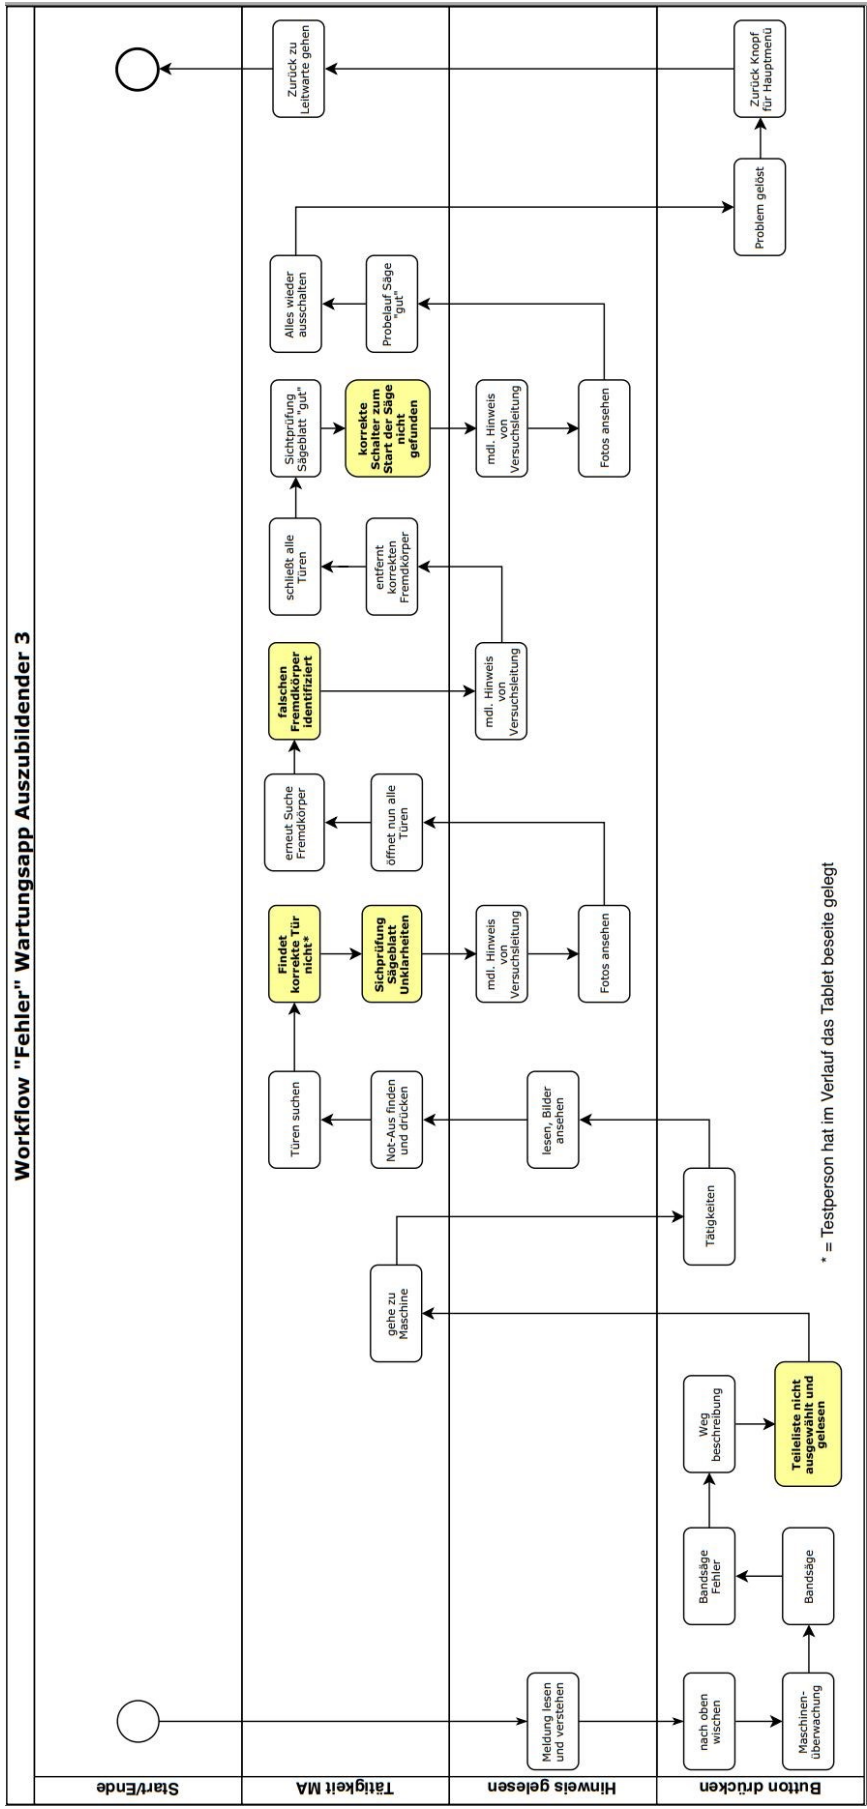 Workflow "Fehler" Wartungsapp Auszubildender 3
Start/Ende
Tätigkeit MA
Hinweis gelesen
Button drücken
Meldung lesen
und verstehen
nach oben
wischen
Maschinen-
überwachung
Bandsäge
Bandsäge
Fehler
Weg
beschreibung
Teileliste nicht
ausgewählt und
gelesen
gehe zu
Maschine
Tätigkeiten
lesen, Bilder
ansehen
Not-Aus finden
und drücken
Türen suchen
Findet
korrekte Tür
nicht*
Sichprüfung
Sägeblatt
Unklarheiten
mdl. Hinweis
von
Versuchsleitung
Fotos ansehen
öffnet nun alle
Türen
erneut Suche
Fremdkörper
falschen
Fremdkörper
identifiziert
mdl. Hinweis
von
Versuchsleitung
entfernt
korrekten
Fremdkörper
schließt alle
Türen
Sichtprüfung
Sägeblatt "gut"
korrekte
Schalter zum
Start der Säge
nicht
gefunden
mdl. Hinweis
von
Versuchsleitung
Fotos ansehen
Probelauf Säge
"gut"
Alles wieder
ausschalten
Problem gelöst
Zurück Knopf
für Hauptmenü
Zurück zu
Leitwarte gehen
* = Testperson hat im Verlauf das Tablet beseite gelegt